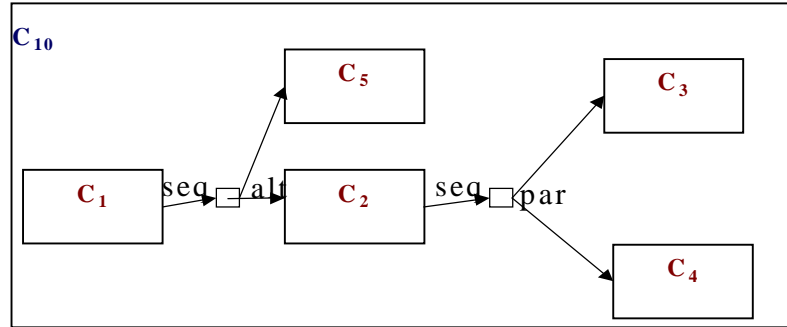 C₁₀
C₅
C₃
C₁ seq alt C₂ seq par
C₄